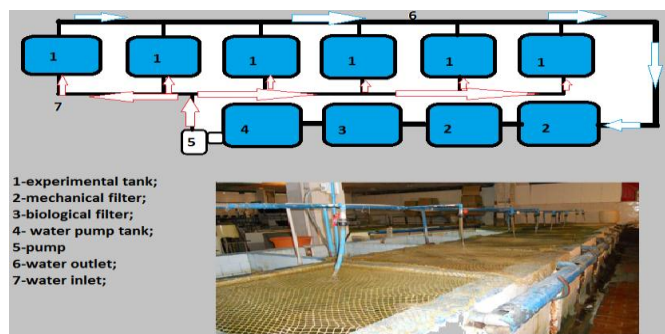 6
1 1 1 1 1 1
7
5 4 3 2 2
1-experimental tank;
2-mechanical filter;
3-biological filter;
4- water pump tank;
5-pump
6-water outlet;
7-water inlet;